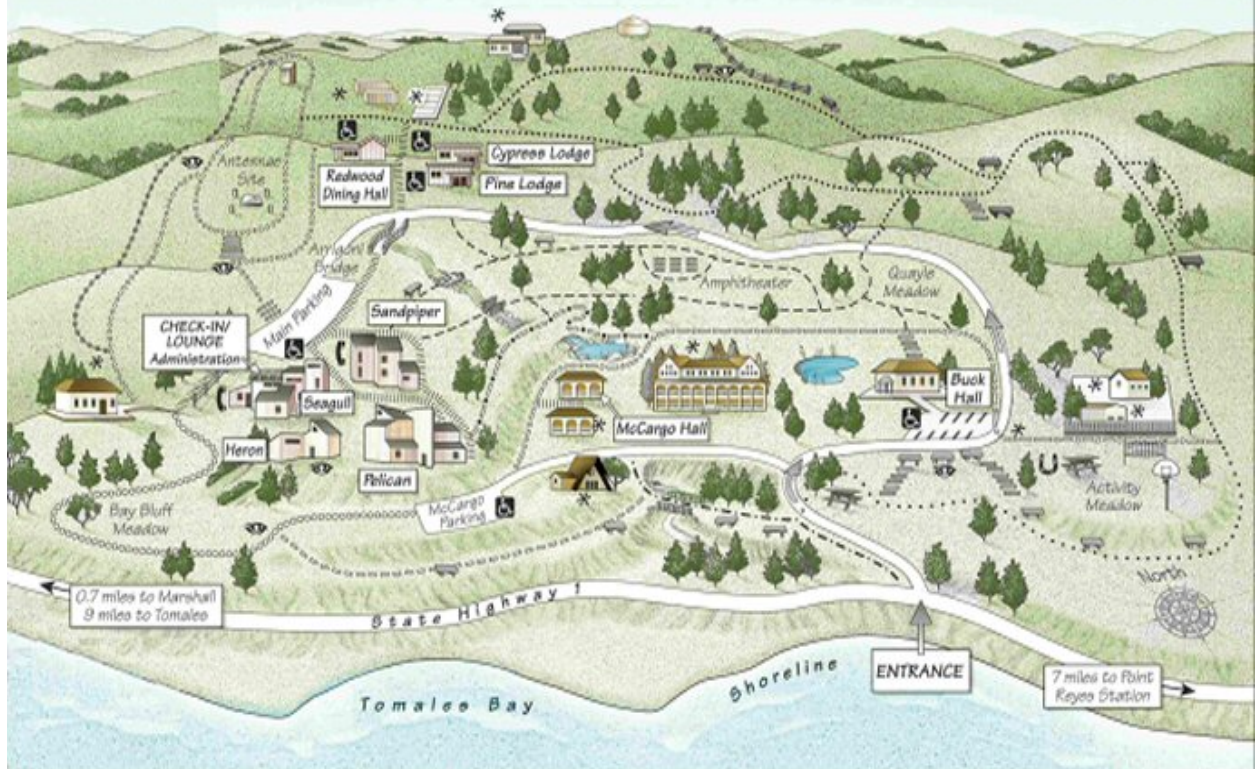 Cypress Lodge
Pine Lodge
Redwood
Dining Hall
Antennae
Site
Arrigoni
Bridge
Main Parking
Sandpiper
CHECK-IN/
LOUNGE
Administration
Seagull
Heron
Pelican
Bay Bluff
Meadow
McCargo
Parking
McCargo Hall
Amphitheater
Quayle
Meadow
Buck
Hall
Activity
Meadow
North
0.7 miles to Marshall
9 miles to Tomales
State Highway 1
ENTRANCE
7 miles to Point
Reyes Station
Tomales Bay
Shoreline